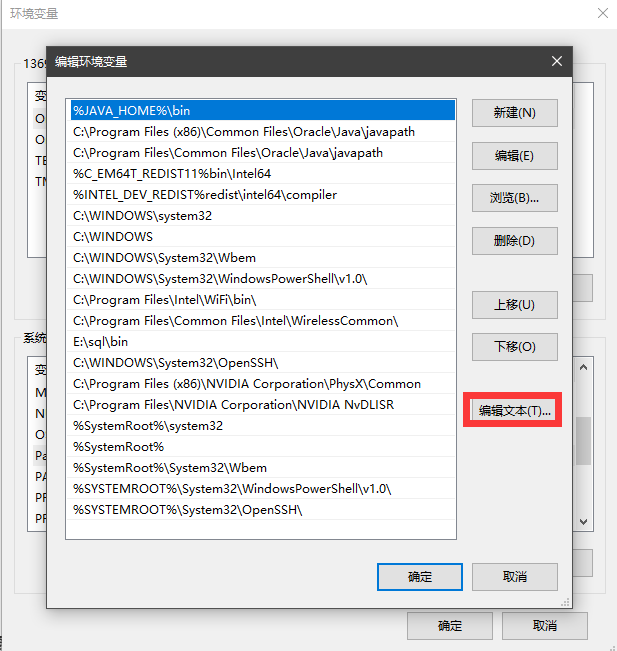 环境变量
1369
编辑环境变量
变
O
O
TE
TM
%JAVA_HOME%\bin
C:\Program Files (x86)\Common Files\Oracle\Java\javapath
C:\Program Files\Common Files\Oracle\Java\javapath
%C_EM64T_REDIST11%bin\Intel64
%INTEL_DEV_REDIST%redist\intel64\compiler
C:\WINDOWS\system32
C:\WINDOWS
C:\WINDOWS\System32\Wbem
C:\WINDOWS\System32\WindowsPowerShell\v1.0\
C:\Program Files\Intel\WiFi\bin\
C:\Program Files\Common Files\Intel\WirelessCommon\
E:\sql\bin
C:\WINDOWS\System32\OpenSSH\
C:\Program Files (x86)\NVIDIA Corporation\PhysX\Common
C:\Program Files\NVIDIA Corporation\NVIDIA NvDLISR
%SystemRoot%\system32
%SystemRoot%
%SystemRoot%\System32\Wbem
%SYSTEMROOT%\System32\WindowsPowerShell\v1.0\
%SYSTEMROOT%\System32\OpenSSH\
新建(N)
编辑(E)
浏览(B)...
删除(D)
上移(U)
下移(O)
编辑文本(T)...
系统
变
M
N
O
Pa
PA
PF
PF
确定
取消
确定
取消